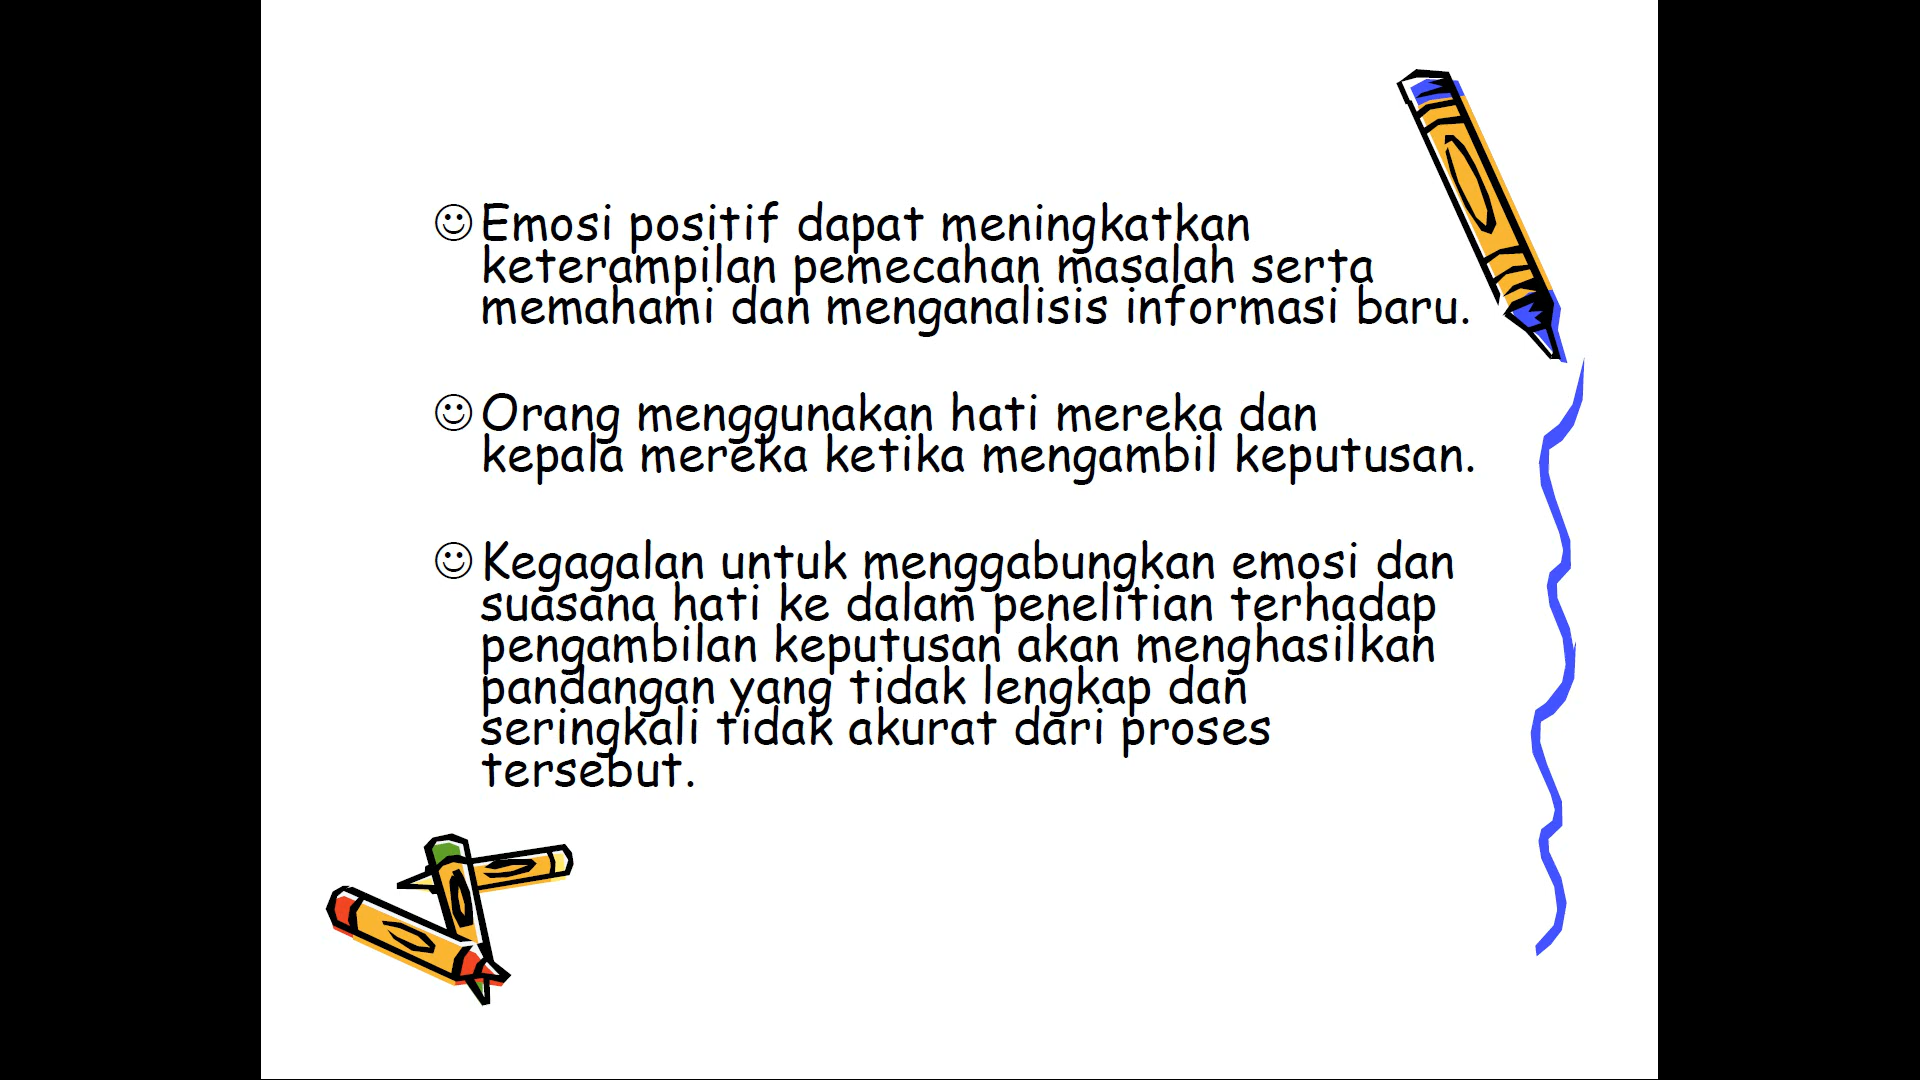 Emosi positif dapat meningkatkan
keterampilan pemecahan masalah serta
memahami dan menganalisis informasi baru.
Orang menggunakan hati mereka dan
kepala mereka ketika mengambil keputusan.
Kegagalan untuk menggabungkan emosi dan
suasana hati ke dalam penelitian terhadap
pengambilan keputusan akan menghasilkan
pandangan yang tidak lengkap dan
seringkali tidak akurat dari proses
tersebut.